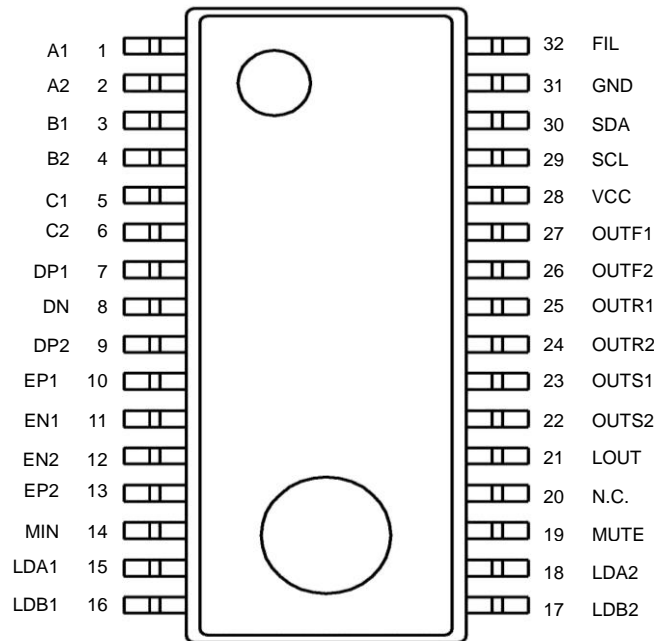 A1 1 32 FIL
A2 2 31 GND
B1 3 30 SDA
B2 4 29 SCL
C1 5 28 VCC
C2 6 27 OUTF1
DP1 7 26 OUTF2
DN 8 25 OUTR1
DP2 9 24 OUTR2
EP1 10 23 OUTS1
EN1 11 22 OUTS2
EN2 12 21 LOUT
EP2 13 20 N.C.
MIN 14 19 MUTE
LDA1 15 18 LDA2
LDB1 16 17 LDB2